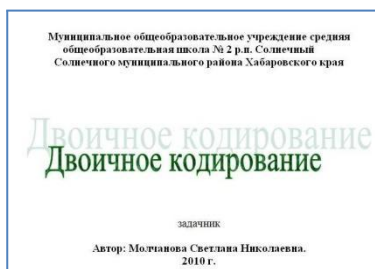 Муниципальное общеобразовательное учреждение средняя
общеобразовательная школа № 2 р.п. Солнечный
Солнечного муниципального района Хабаровского края
Двоичное кодирование
Двоичное кодирование
задачник
Автор: Молчанова Светлана Николаевна.
2010 г.